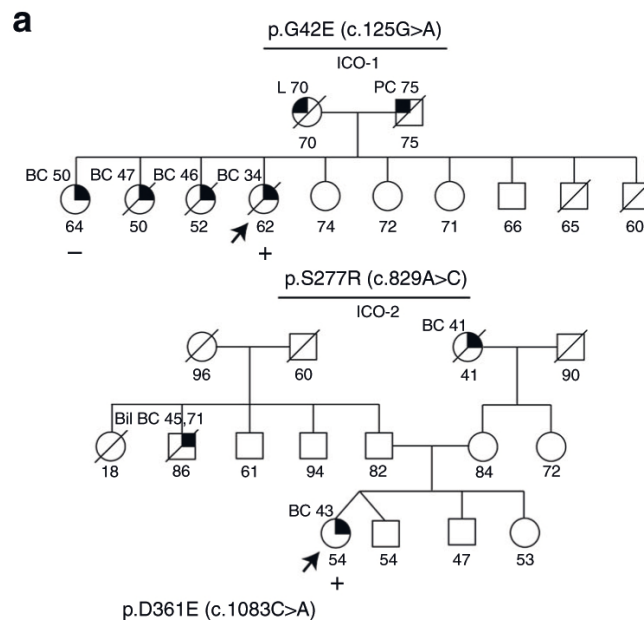 a
p.G42E (c.125G>A)
ICO-1
L 70 PC 75
70 75
BC 50 BC 47 BC 46 BC 34
64 50 52 62 74 72 71 66 65 60
– +
p.S277R (c.829A>C)
ICO-2
BC 41
96 60 41 90
Bil BC 45,71
18 86 61 94 82 84 72
BC 43
54 54 47 53
+
p.D361E (c.1083C>A)